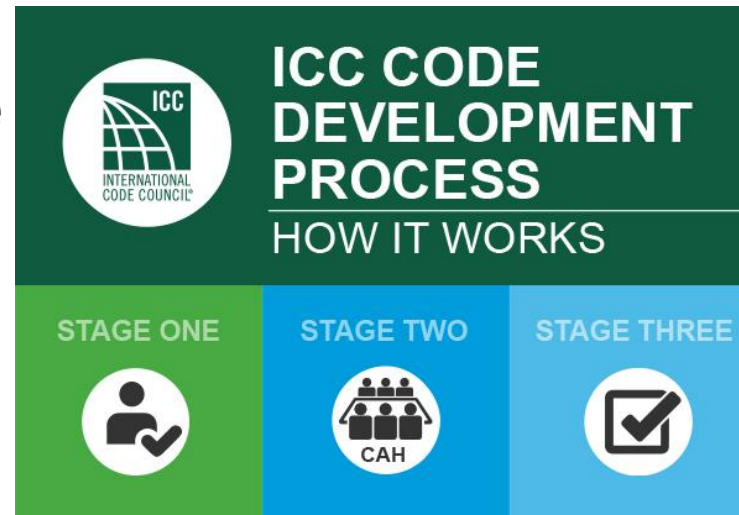 ICC
INTERNATIONAL
CODE COUNCIL®
ICC CODE
DEVELOPMENT
PROCESS
HOW IT WORKS
STAGE ONE
STAGE TWO
STAGE THREE
CAH